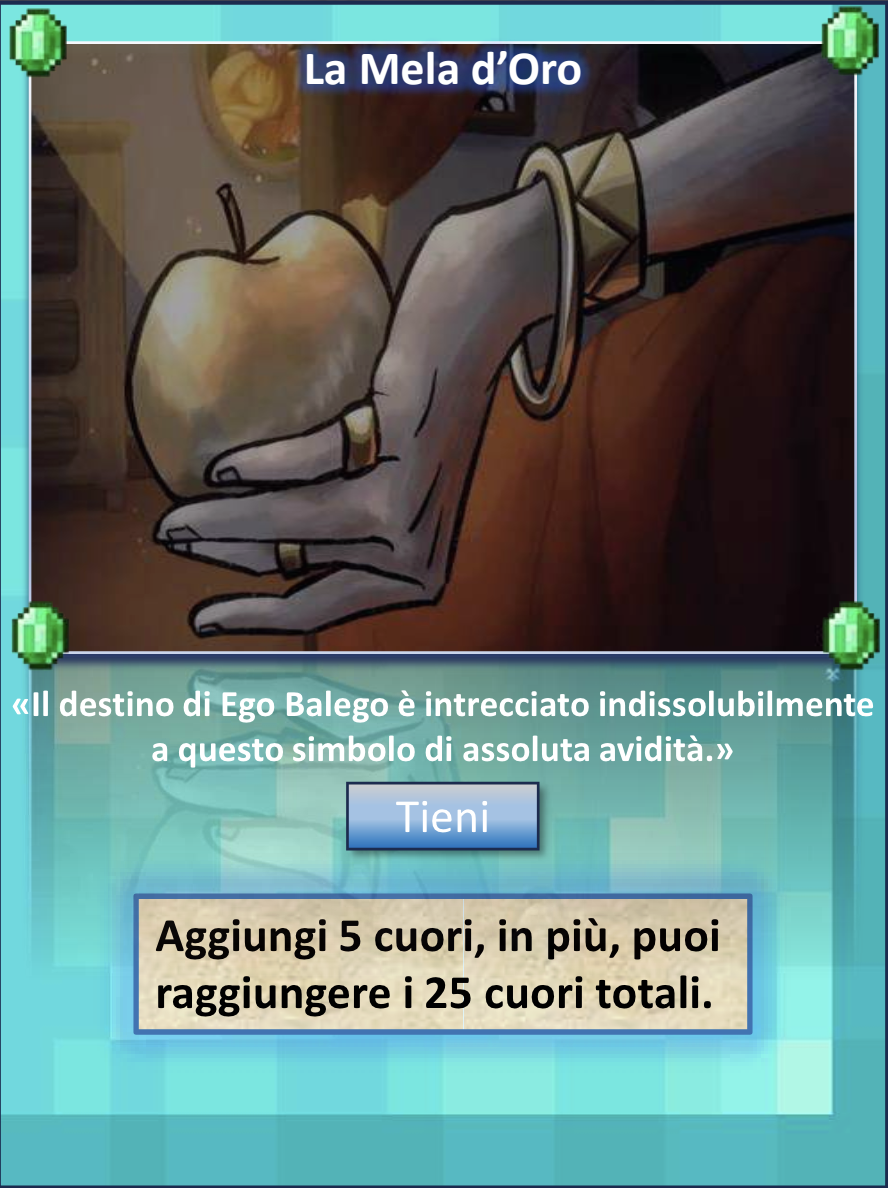 La Mela d’Oro
«Il destino di Ego Balego è intrecciato indissolubilmente
a questo simbolo di assoluta avidità.»
Tieni
Aggiungi 5 cuori, in più, puoi
raggiungere i 25 cuori totali.